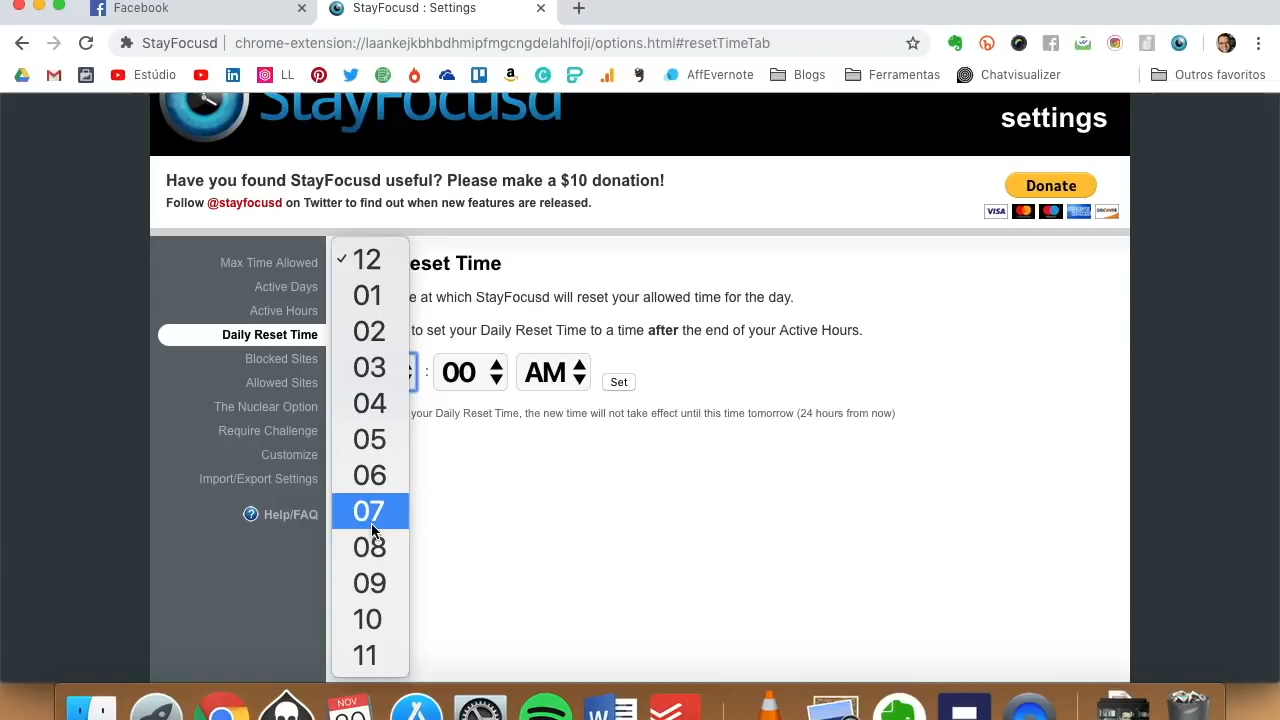 Facebook
StayFocusd : Settings
StayFocusd
chrome-extension://laankejkbhbdhmipfmgcngdelahlfoji/options.html#resetTimeTab
Estúdio
LL
AffEvernote
Blogs
Ferramentas
Chatvisualizer
Outros favoritos
StayFocusd
settings
Have you found StayFocusd useful? Please make a $10 donation!
Follow @stayfocusd on Twitter to find out when new features are released.
Donate
VISA
DISCOVER
Max Time Allowed
Active Days
Active Hours
Daily Reset Time
Blocked Sites
Allowed Sites
The Nuclear Option
Require Challenge
Customize
Import/Export Settings
? Help/FAQ
✓ 12
01
02
03
04
05
06
07
08
09
10
11
eset Time
e at which StayFocusd will reset your allowed time for the day.
to set your Daily Reset Time to a time after the end of your Active Hours.
: 00 AM Set
your Daily Reset Time, the new time will not take effect until this time tomorrow (24 hours from now)
NOV
W